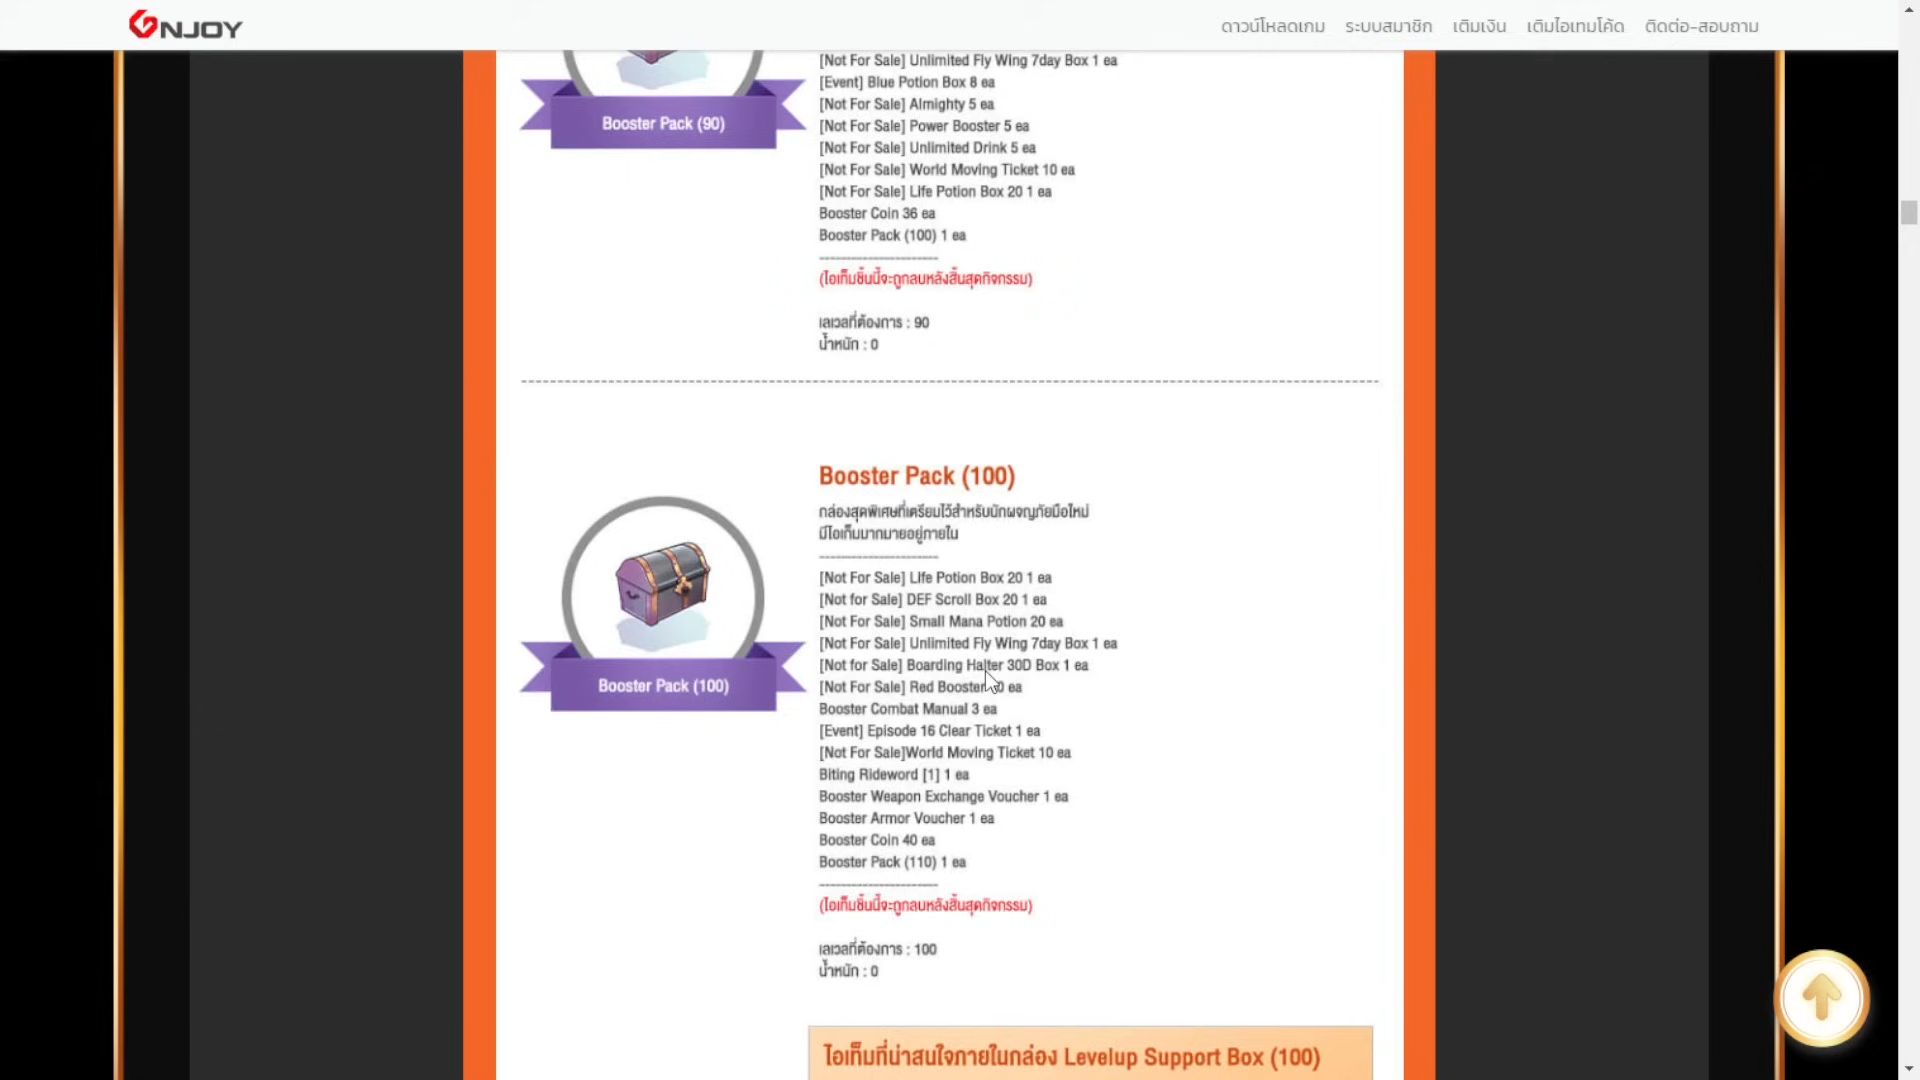 GNJOY
ดาวน์โหลดเกม ระบบสมาชิก เติมเงิน เติมไอเทมโค้ด ติดต่อ-สอบถาม
[Not For Sale] Unlimited Fly Wing 7day Box 1 ea
[Event] Blue Potion Box 8 ea
[Not For Sale] Almighty 5 ea
Booster Pack (90)
[Not For Sale] Power Booster 5 ea
[Not For Sale] Unlimited Drink 5 ea
[Not For Sale] World Moving Ticket 10 ea
[Not For Sale] Life Potion Box 20 1 ea
Booster Coin 36 ea
Booster Pack (100) 1 ea
----------------------
(ไอเท็มชิ้นนี้จะถูกลบหลังสิ้นสุดกิจกรรม)
เลเวลที่ต้องการ : 90
น้ำหนัก : 0
Booster Pack (100)
กล่องสุดพิเศษที่เตรียมไว้สำหรับนักผจญภัยมือใหม่
มีไอเท็มมากมายอยู่ภายใน
----------------------
[Not For Sale] Life Potion Box 20 1 ea
[Not for Sale] DEF Scroll Box 20 1 ea
[Not For Sale] Small Mana Potion 20 ea
[Not For Sale] Unlimited Fly Wing 7day Box 1 ea
[Not for Sale] Boarding Halter 30D Box 1 ea
Booster Pack (100)
[Not For Sale] Red Booster ea
Booster Combat Manual 3 ea
[Event] Episode 16 Clear Ticket 1 ea
[Not For Sale]World Moving Ticket 10 ea
Biting Rideword [1] 1 ea
Booster Weapon Exchange Voucher 1 ea
Booster Armor Voucher 1 ea
Booster Coin 40 ea
Booster Pack (110) 1 ea
----------------------
(ไอเท็มชิ้นนี้จะถูกลบหลังสิ้นสุดกิจกรรม)
เลเวลที่ต้องการ : 100
น้ำหนัก : 0
ไอเท็มที่น่าสนใจภายในกล่อง Levelup Support Box (100)